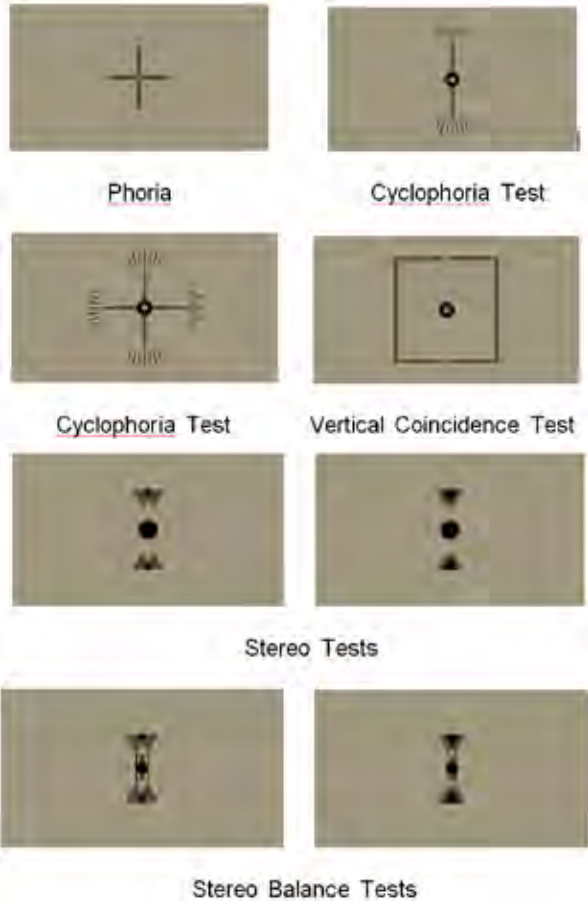 Phoria
Cyclophoria Test
Cyclophoria Test
Vertical Coincidence Test
Stereo Tests
Stereo Balance Tests